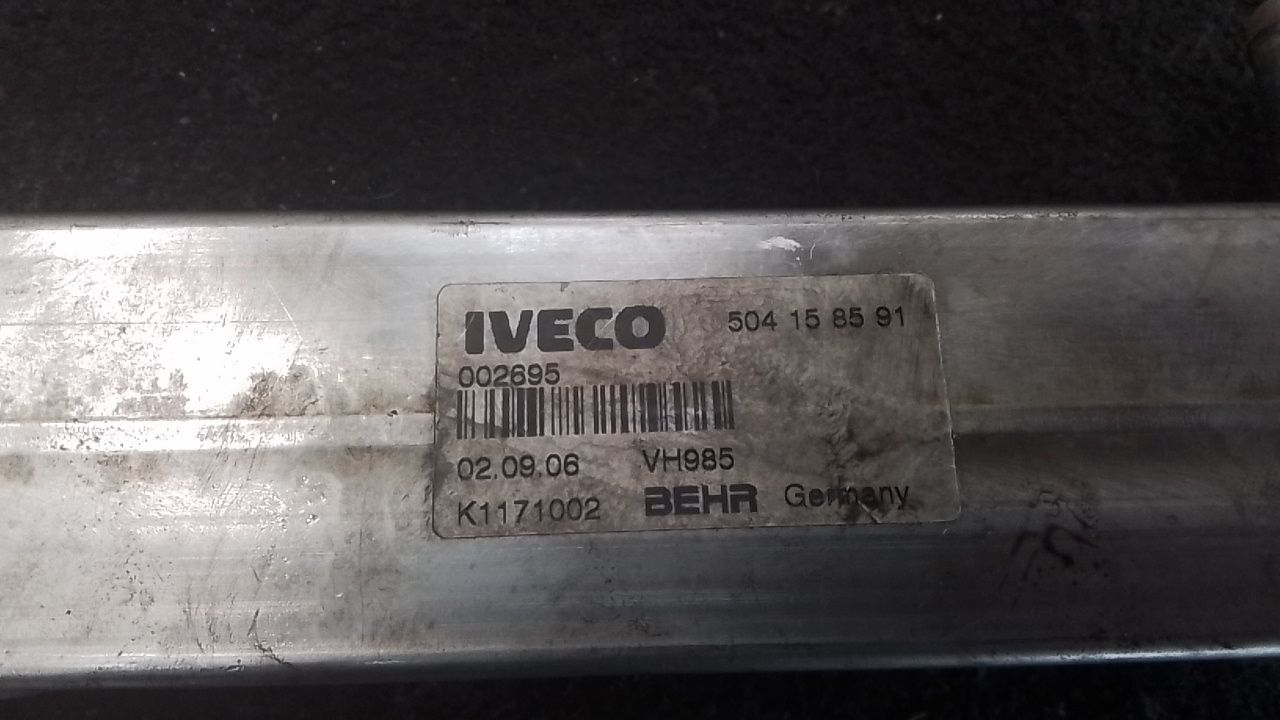 IVECO 504 15 85 91
002695
02.09.06 VH985
K1171002 BEHR Germany